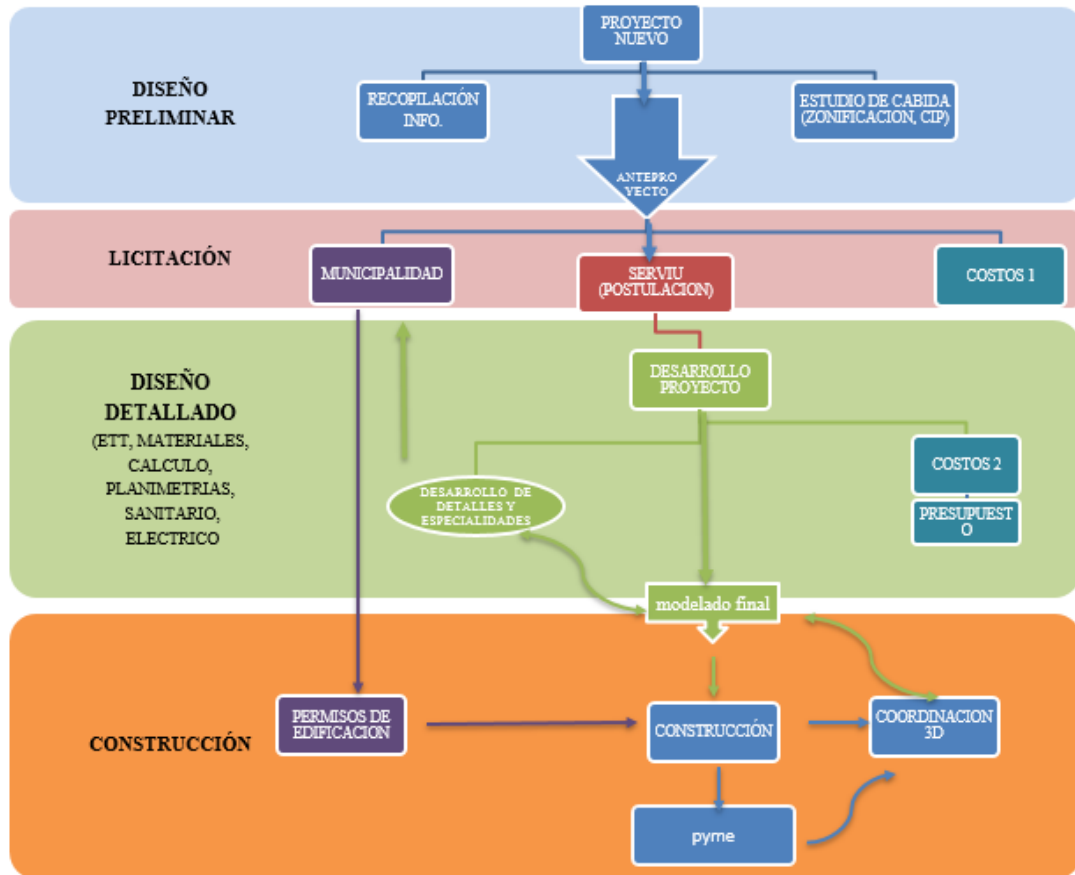 PROYECTO
NUEVO
DISEÑO
PRELIMINAR
RECOPILACIÓN
INFO.
ESTUDIO DE CABIDA
(ZONIFICACION, CIP)
ANTEPRO
YECTO
LICITACIÓN
MUNICIPALIDAD
SERVIU
(POSTULACION)
COSTOS 1
DISEÑO
DETALLADO
(ETT, MATERIALES,
CALCULO,
PLANIMETRIAS,
SANITARIO,
ELECTRICO
DESARROLLO
PROYECTO
DESARROLLO DE
DETALLES Y
ESPECIALIDADES
COSTOS 2
PRESUPUEST
O
modelado final
CONSTRUCCIÓN
PERMISOS DE
EDIFICACION
CONSTRUCCIÓN
COORDINACION
3D
pyme